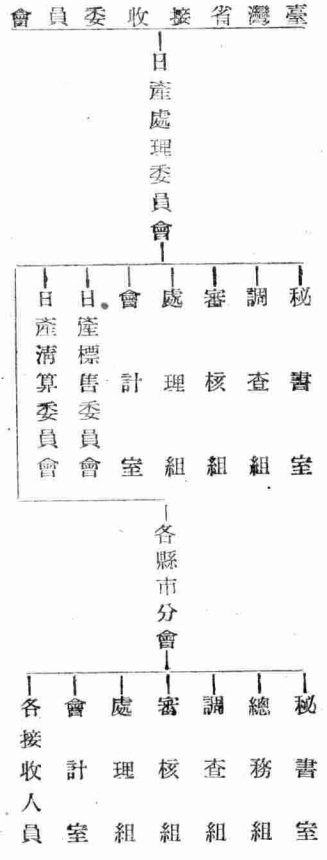 臺灣省接收委員會
日產處理委員會
秘書室
調查組
審核組
處理組
會計室
日產標售委員會
日產清算委員會
各縣市分會
秘書室
總務組
調查組
審核組
處理組
會計室
各接收人員